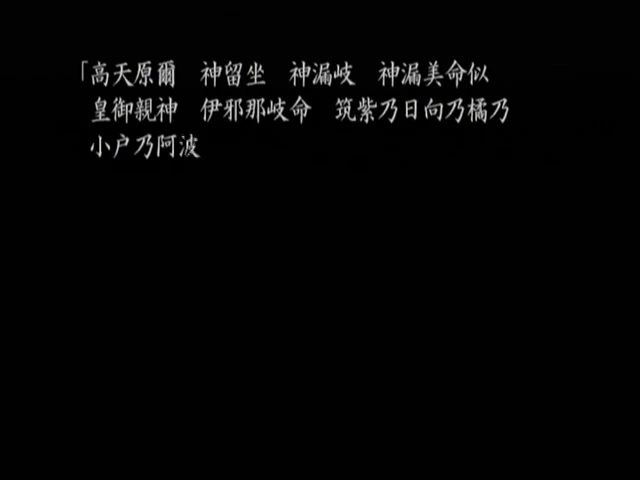 「高天原爾　神留坐　神漏岐　神漏美命似
皇御親神　伊邪那岐命　筑紫乃日向乃橘乃
小户乃阿波